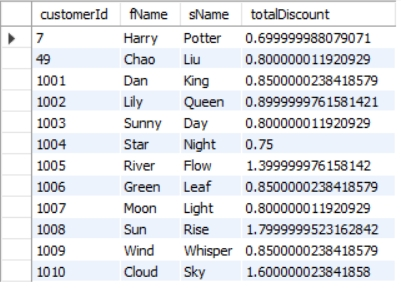 customerId fName sName totalDiscount
7 Harry Potter 0.699999988079071
49 Chao Liu 0.800000011920929
1001 Dan King 0.8500000238418579
1002 Lily Queen 0.8999999761581421
1003 Sunny Day 0.800000011920929
1004 Star Night 0.75
1005 River Flow 1.399999976158142
1006 Green Leaf 0.8500000238418579
1007 Moon Light 0.800000011920929
1008 Sun Rise 1.7999999523162842
1009 Wind Whisper 0.8500000238418579
1010 Cloud Sky 1.600000023841858